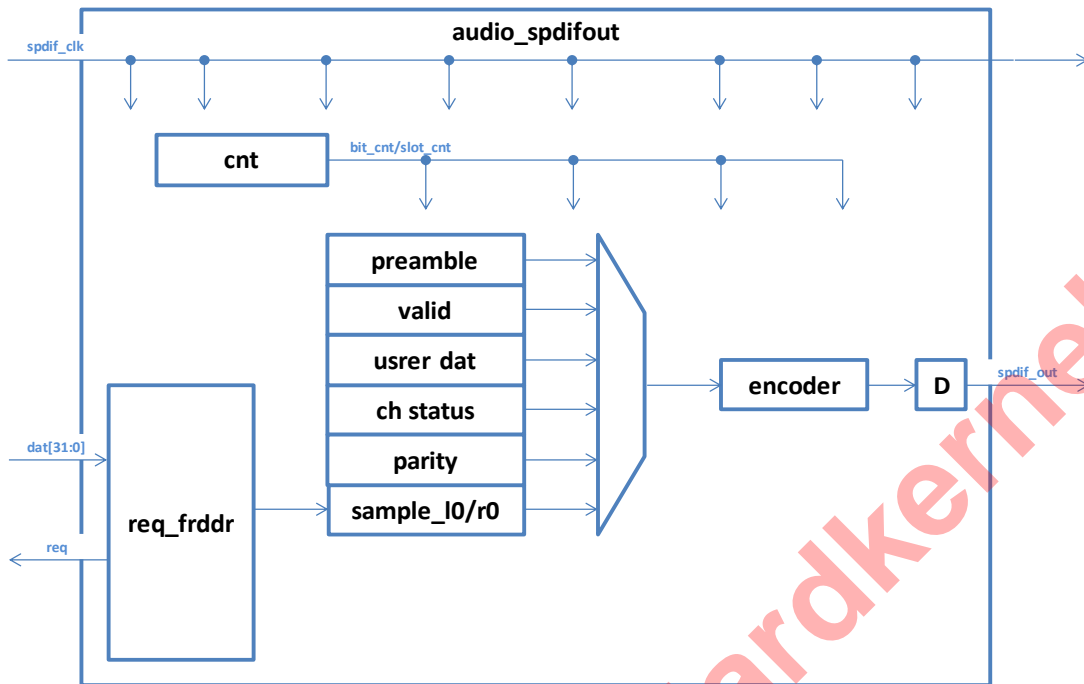 audio_spdifout
spdif_clk
cnt
bit_cnt/slot_cnt
preamble
valid
usrer dat
ch status
parity
sample_l0/r0
encoder
D
spdif_out
dat[31:0]
req_frddr
req
ardkernel